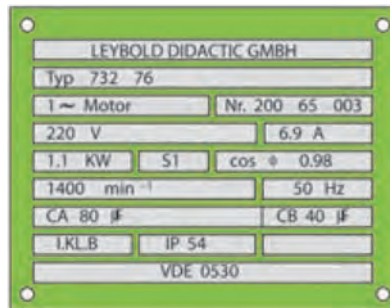 LEYBOLD DIDACTIC GMBH
Typ 732 76
1~ Motor Nr. 200 65 003
220 V 6.9 A
1.1 KW S1 cos ϕ 0.98
1400 min⁻¹ 50 Hz
CA 80 µF CB 40 µF
I.KL.B IP 54
VDE 0530